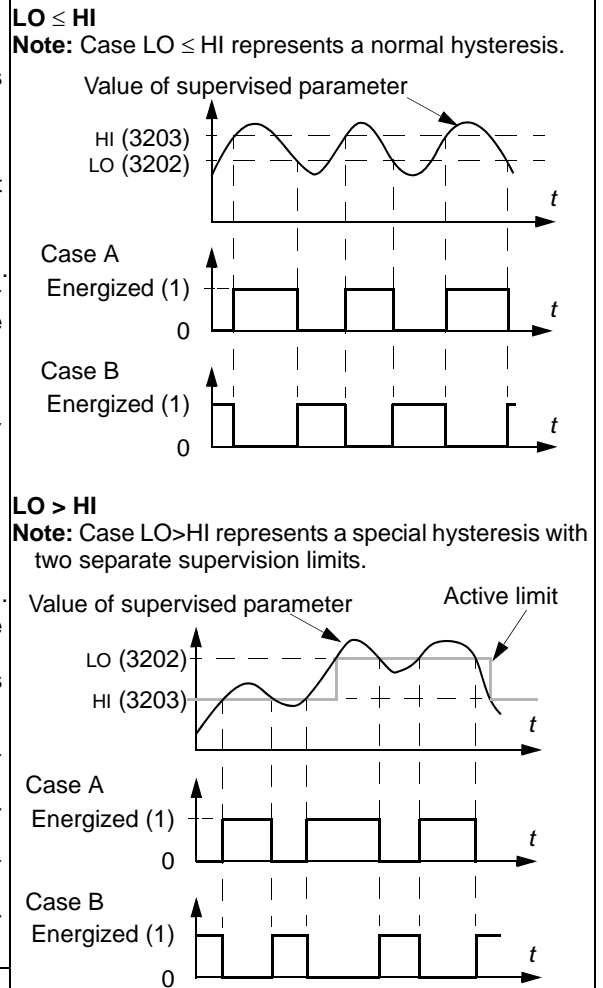 LO ≤ HI
Note: Case LO ≤ HI represents a normal hysteresis.
Value of supervised parameter
HI (3203)
LO (3202)
t
Case A
Energized (1)
t
0
Case B
Energized (1)
t
0
LO > HI
Note: Case LO>HI represents a special hysteresis with
two separate supervision limits.
Value of supervised parameter
Active limit
LO (3202)
HI (3203)
t
Case A
Energized (1)
t
0
Case B
Energized (1)
t
0